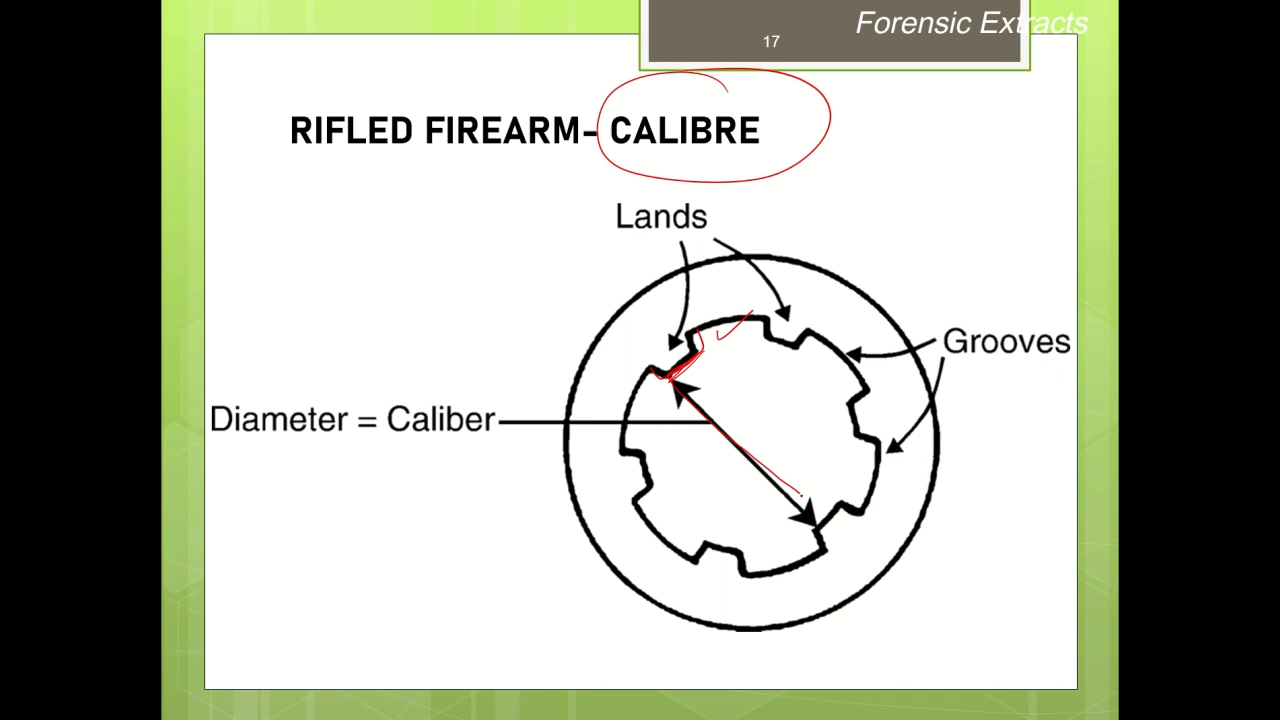 Forensic Extracts
17
RIFLED FIREARM- CALIBRE
Lands
Grooves
Diameter = Caliber